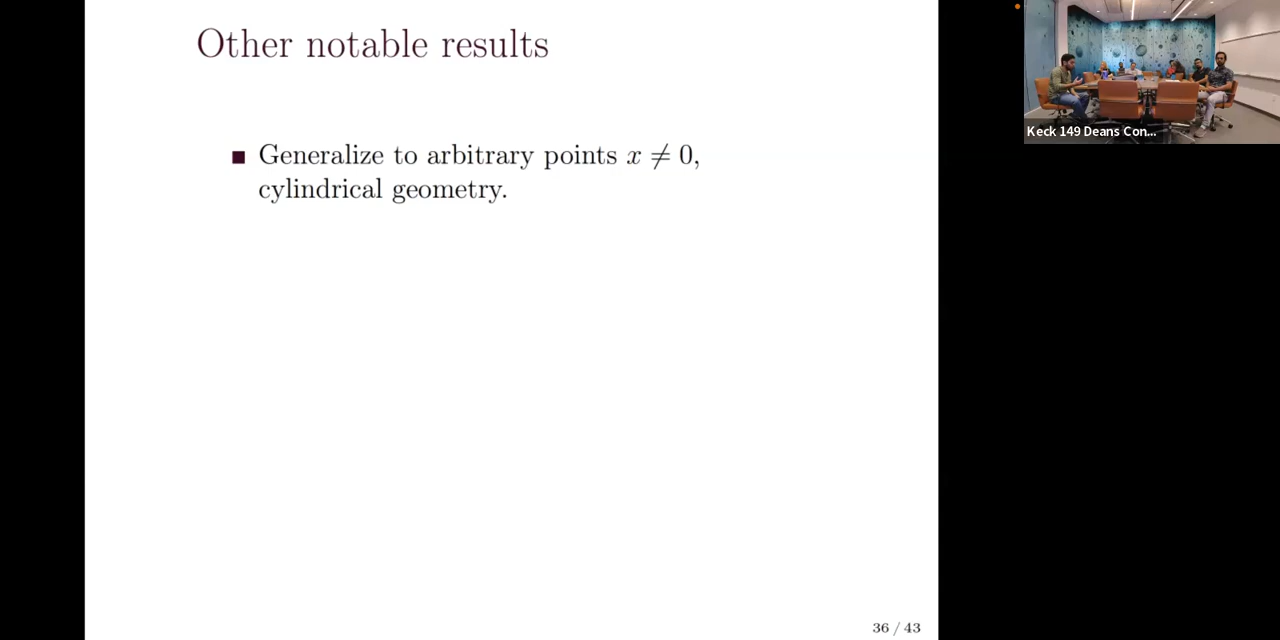 Other notable results
Generalize to arbitrary points x ≠ 0,
cylindrical geometry.
36 / 43
Keck 149 Deans Con...